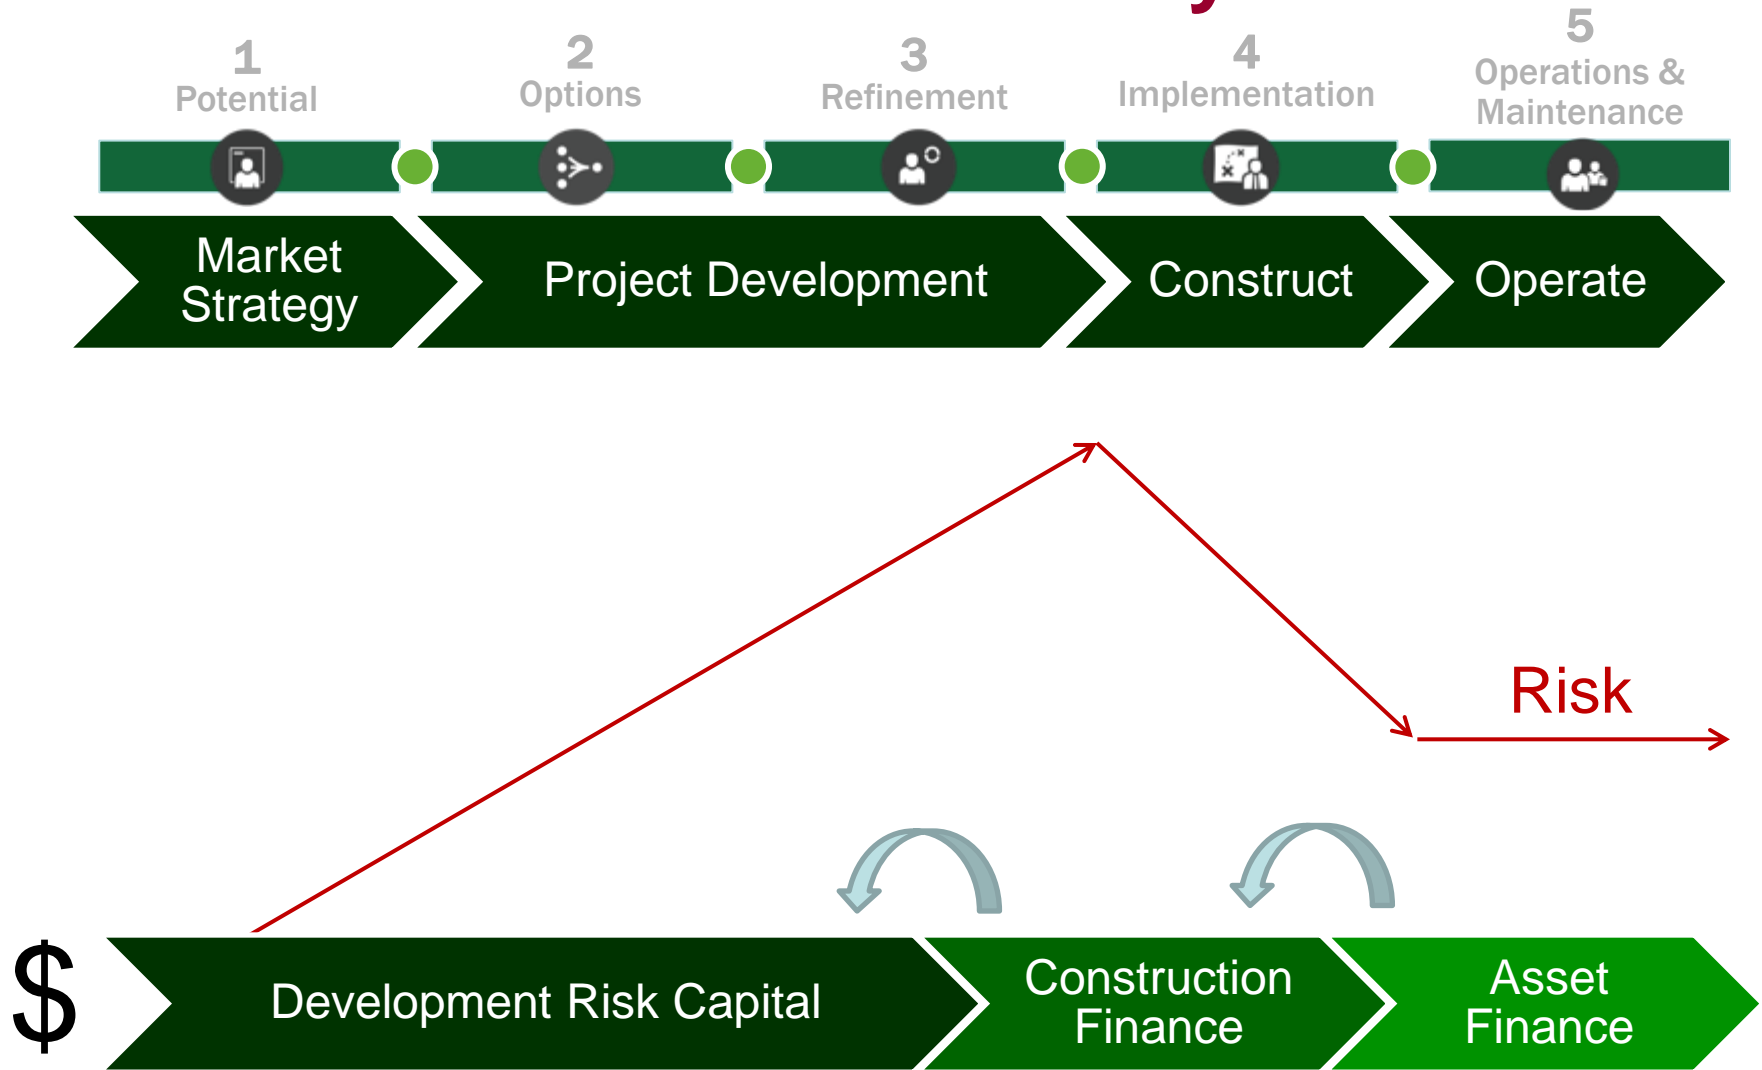 1
Potential
2
Options
3
Refinement
4
Implementation
5
Operations &
Maintenance
Market
Strategy
Project Development
Construct
Operate
Risk
$
Development Risk Capital
Construction
Finance
Asset
Finance